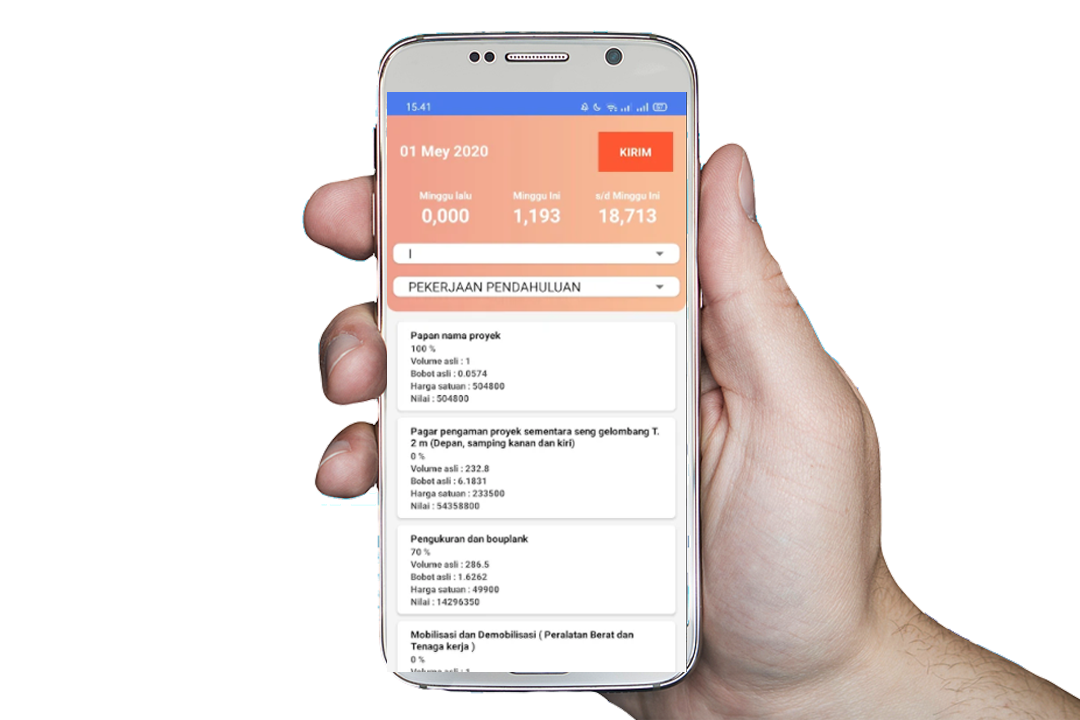 15.41
01 Mey 2020
KIRIM
Minggu lalu Minggu Ini s/d Minggu Ini
0,000 1,193 18,713
I
PEKERJAAN PENDAHULUAN
Papan nama proyek
100 %
Volume asli : 1
Bobot asli : 0.0574
Harga satuan : 504800
Nilai : 504800
Pagar pengaman proyek sementara seng gelombang T.
2 m (Depan, samping kanan dan kiri)
0 %
Volume asli : 232.8
Bobot asli : 6.1831
Harga satuan : 233500
Nilai : 54358800
Pengukuran dan bouplank
70 %
Volume asli : 286.5
Bobot asli : 1.6262
Harga satuan : 49900
Nilai : 14296350
Mobilisasi dan Demobilisasi ( Peralatan Berat dan
Tenaga kerja )
0 %
Volume asli : 1